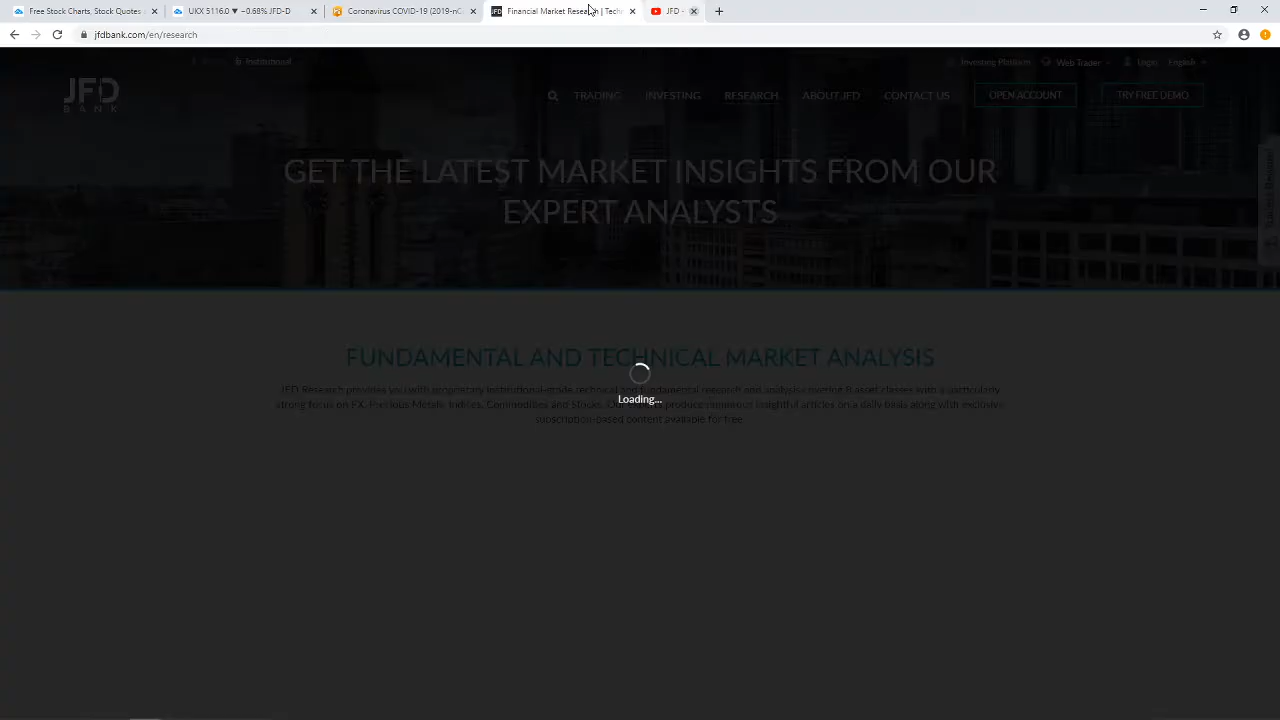 Free Stock Charts, Stock Quotes
UKX 5116.0 ▼ −0.68% JFD-D
Coronavirus COVID-19 (2019-nC
Financial Market Research | Tech
JFD -
jfdbank.com/en/research
Institutional
Investing Platform
Web Trader
Login
English
JFD
BANK
TRADING
INVESTING
RESEARCH
ABOUT JFD
CONTACT US
OPEN ACCOUNT
TRY FREE DEMO
GET THE LATEST MARKET INSIGHTS FROM OUR
EXPERT ANALYSTS
FUNDAMENTAL AND TECHNICAL MARKET ANALYSIS
JFD Research provides you with proprietary institutional-grade technical and fundamental research and analysis covering 8 asset classes with a particularly
strong focus on FX, Precious Metals, Indices, Commodities and Stocks. Our experts produce numerous insightful articles on a daily basis along with exclusive
subscription-based content available for free.
Loading...